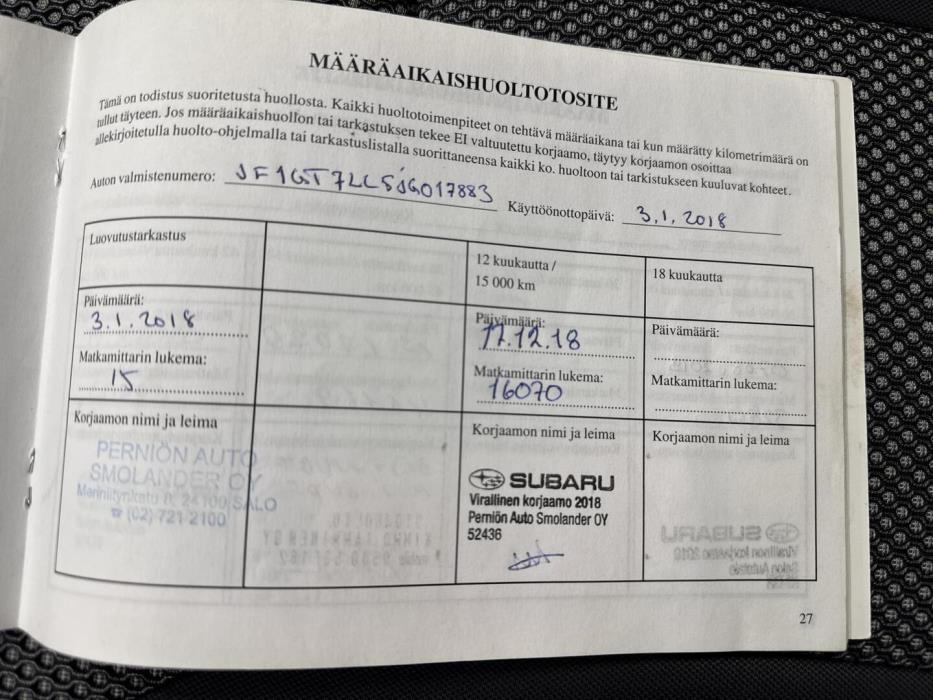 MÄÄRÄAIKAISHUOLTOTOSITE
Tämä on todistus suoritetusta huollosta. Kaikki huoltotoimenpiteet on tehtävä määräaikana tai kun määrätty kilometrimäärä on
tullut täyteen. Jos määräaikaishuollon tai tarkastuksen tekee EI valtuutettu korjaamo, täytyy korjaamon osoittaa
allekirjoitetulla huolto-ohjelmalla tai tarkastuslistalla suorittaneensa kaikki ko. huoltoon tai tarkistukseen kuuluvat kohteet.
Auton valmistenumero: JF1GT7LC5JG017883 Käyttöönottopäivä: 3.1.2018
Luovutustarkastus
12 kuukautta /
15 000 km
18 kuukautta
Päivämäärä:
3.1.2018
Päivämäärä:
17.12.18
Päivämäärä:
Matkamittarin lukema:
15
Matkamittarin lukema:
16070
Matkamittarin lukema:
Korjaamon nimi ja leima
PERNIÖN AUTO
SMOLANDER OY
24100 SALO
☎ (02) 721 2100
Korjaamon nimi ja leima
SUBARU
Virallinen korjaamo 2018
Perniön Auto Smolander OY
52436
Korjaamon nimi ja leima
27